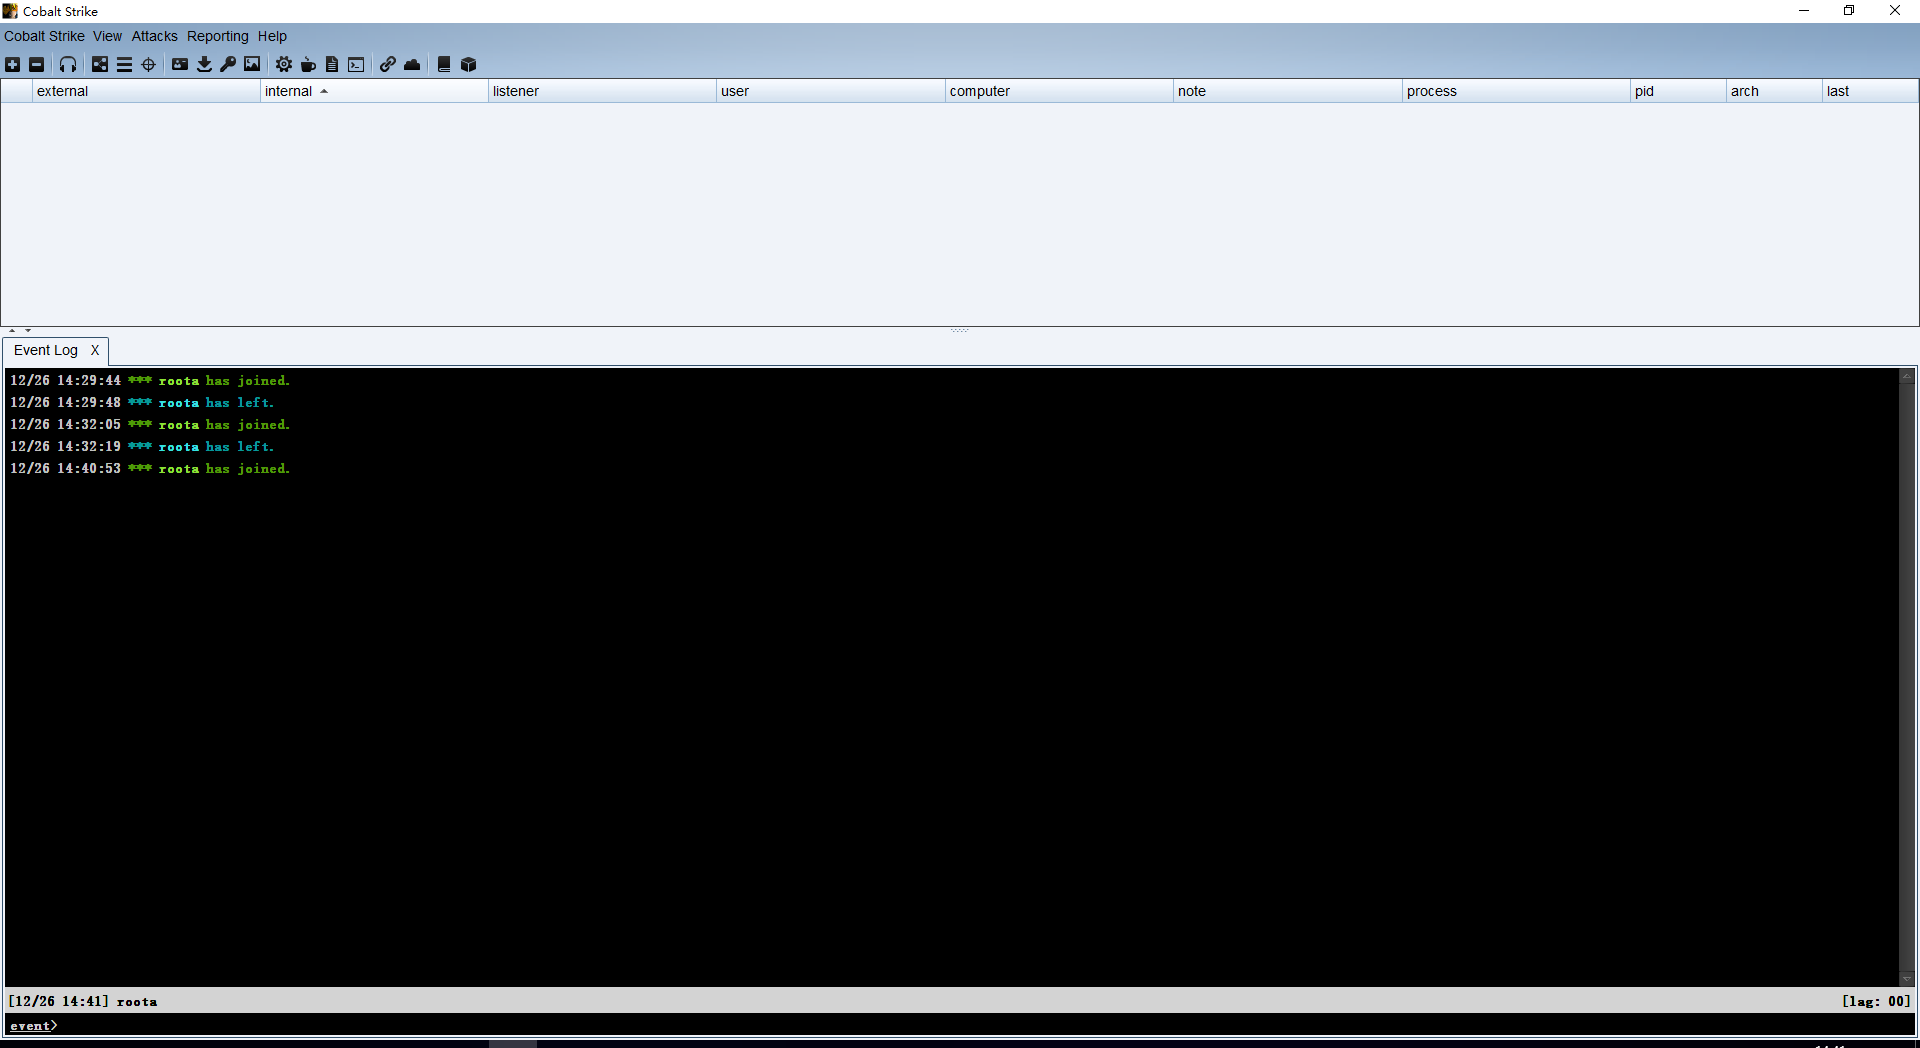 Cobalt Strike
Cobalt Strike View Attacks Reporting Help
external internal listener user computer note process pid arch last
Event Log X
12/26 14:29:44 *** roota has joined.
12/26 14:29:48 *** roota has left.
12/26 14:32:05 *** roota has joined.
12/26 14:32:19 *** roota has left.
12/26 14:40:53 *** roota has joined.
[12/26 14:41] roota [lag: 00]
event>